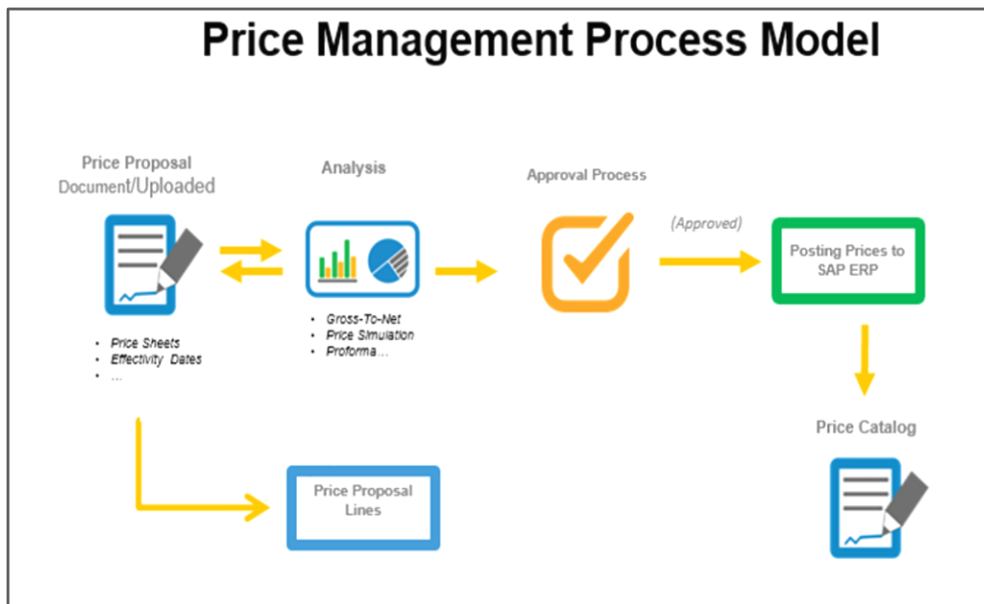 Price Management Process Model
Price Proposal
Document/Uploaded
Analysis
Approval Process
(Approved)
Posting Prices to
SAP ERP
• Price Sheets
• Effectivity Dates
• ...
• Gross-To-Net
• Price Simulation
• Proforma...
Price Catalog
Price Proposal
Lines